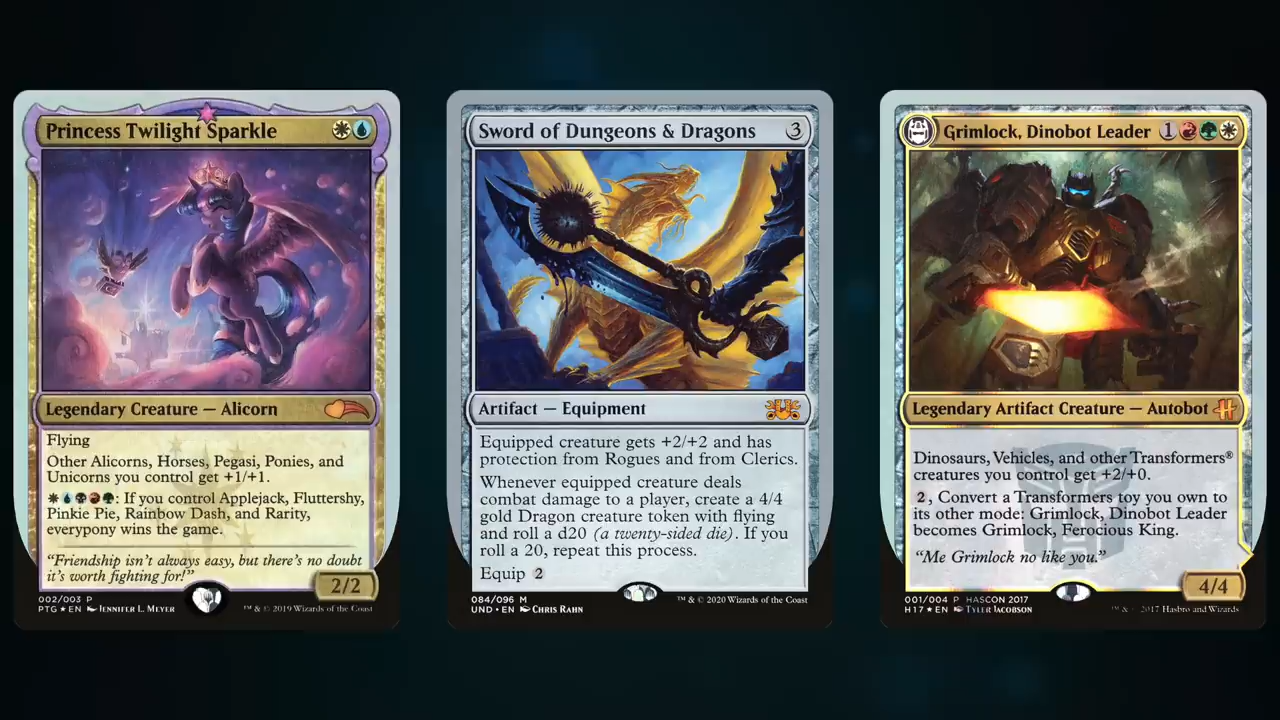 Princess Twilight Sparkle
Legendary Creature — Alicorn
Flying
Other Alicorns, Horses, Pegasi, Ponies, and
Unicorns you control get +1/+1.
: If you control Applejack, Fluttershy,
Pinkie Pie, Rainbow Dash, and Rarity,
everypony wins the game.
“Friendship isn’t always easy, but there’s no doubt
it’s worth fighting for!”
2/2
002/003 P
PTG ★ EN Jennifer L. Meyer
™ & © 2019 Wizards of the Coast
Sword of Dungeons & Dragons 3
Artifact — Equipment
Equipped creature gets +2/+2 and has
protection from Rogues and from Clerics.
Whenever equipped creature deals
combat damage to a player, create a 4/4
gold Dragon creature token with flying
and roll a d20 (a twenty-sided die). If you
roll a 20, repeat this process.
Equip 2
084/096 M
UND • EN Chris Rahn
™ & © 2020 Wizards of the Coast
Grimlock, Dinobot Leader 1
Legendary Artifact Creature — Autobot H
Dinosaurs, Vehicles, and other Transformers®
creatures you control get +2/+0.
2, Convert a Transformers toy you own to
its other mode: Grimlock, Dinobot Leader
becomes Grimlock, Ferocious King.
“Me Grimlock no like you.”
4/4
001/004 P HASCON 2017
H17 ★ EN Tyler Jacobson
™ & 2017 Hasbro and Wizards